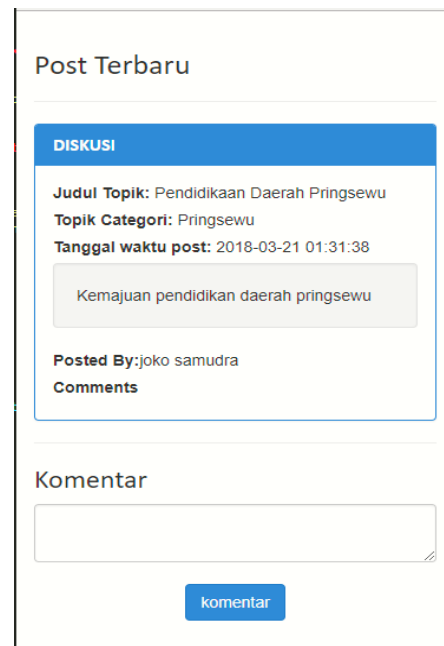 Post Terbaru
DISKUSI
Judul Topik: Pendidikaan Daerah Pringsewu
Topik Categori: Pringsewu
Tanggal waktu post: 2018-03-21 01:31:38
Kemajuan pendidikan daerah pringsewu
Posted By:joko samudra
Comments
Komentar
komentar